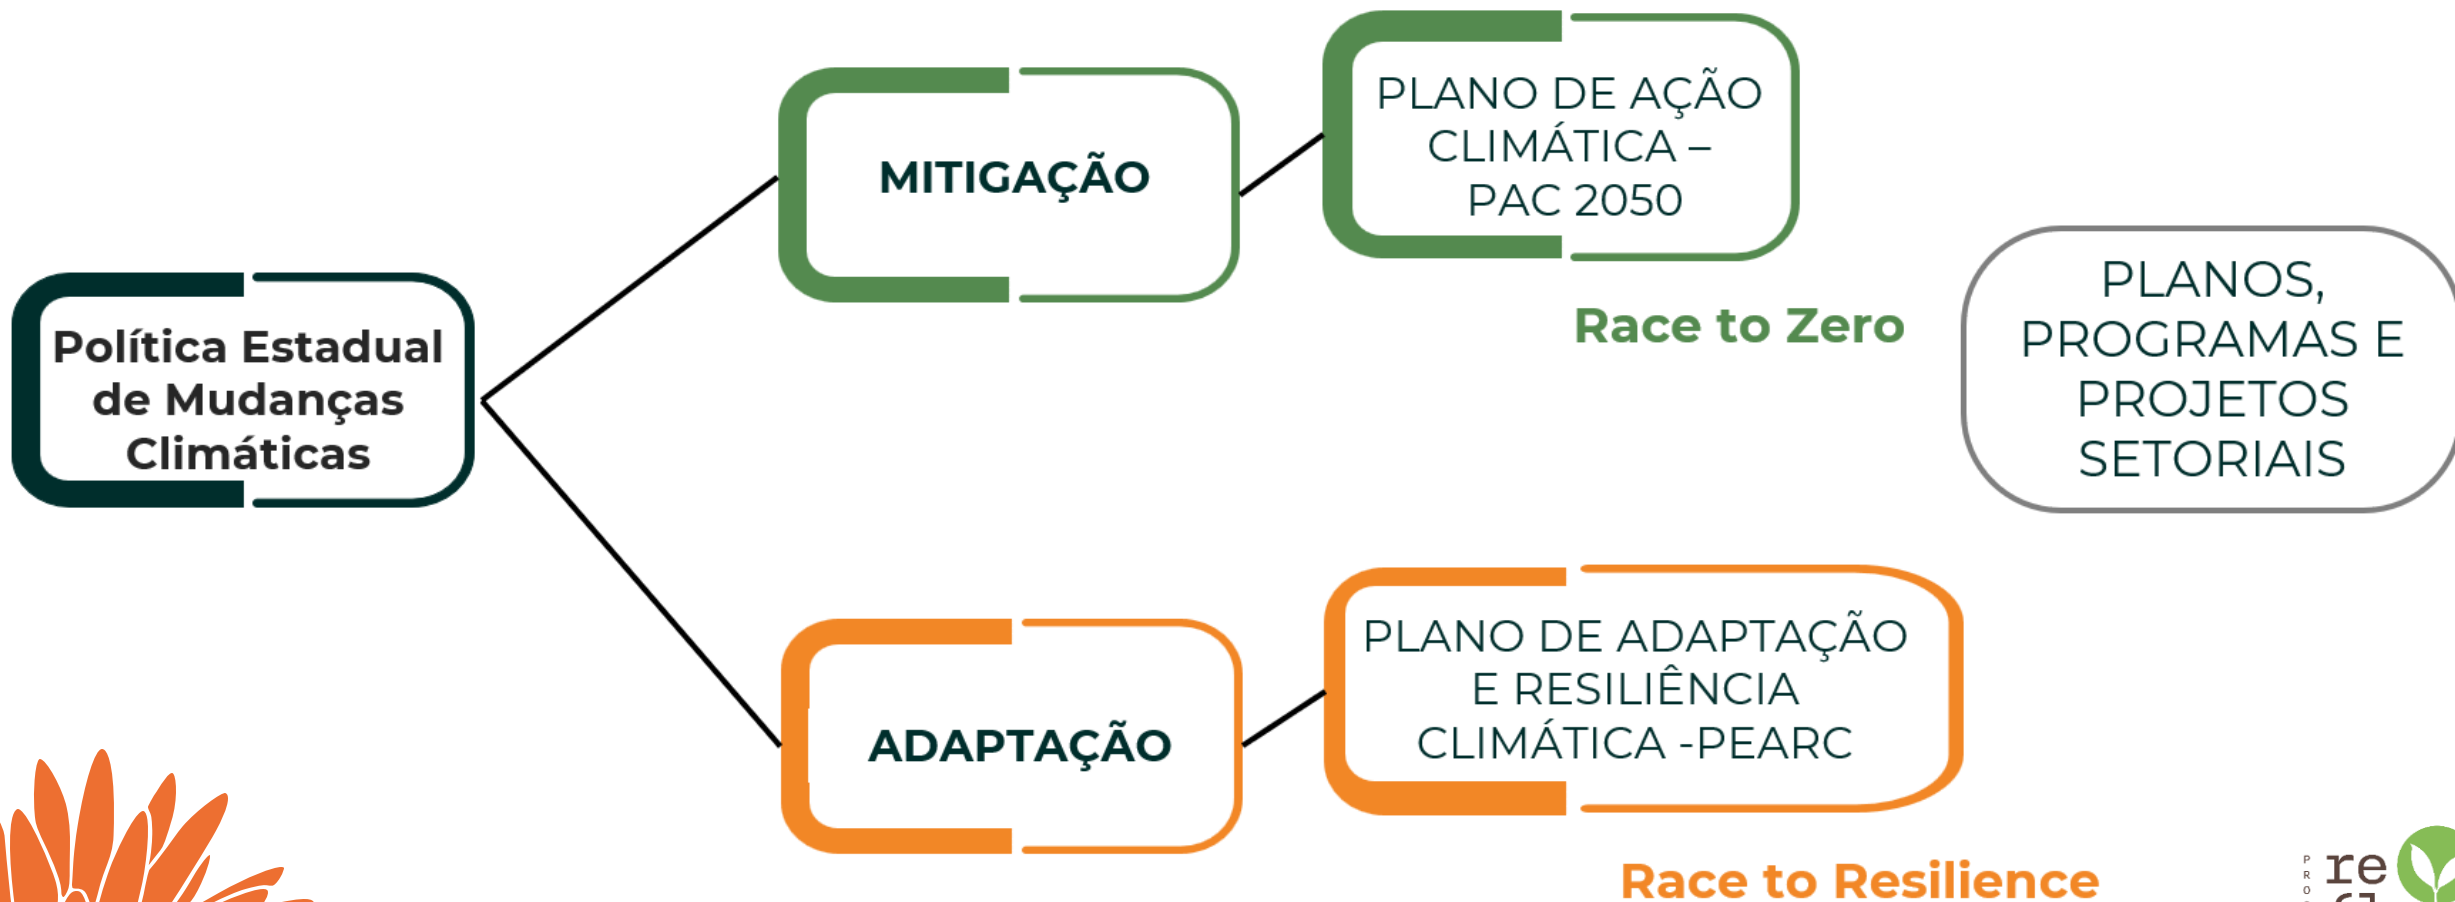 Política Estadual
de Mudanças
Climáticas
MITIGAÇÃO
PLANO DE AÇÃO
CLIMÁTICA –
PAC 2050
Race to Zero
PLANOS,
PROGRAMAS E
PROJETOS
SETORIAIS
ADAPTAÇÃO
PLANO DE ADAPTAÇÃO
E RESILIÊNCIA
CLIMÁTICA -PEARC
Race to Resilience
re